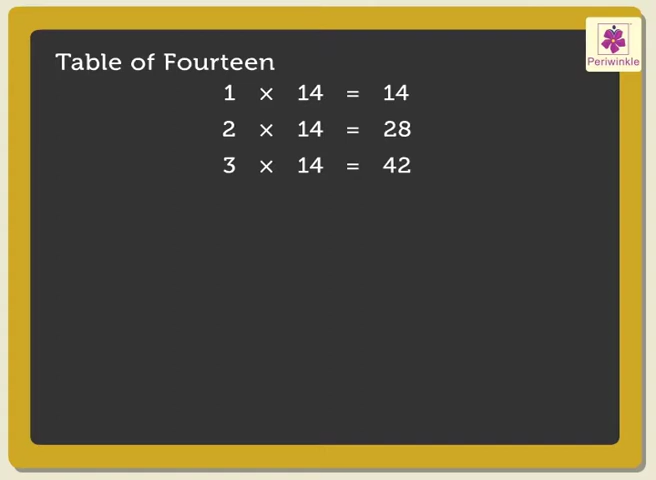 Periwinkle
Table of Fourteen
1 × 14 = 14
2 × 14 = 28
3 × 14 = 42